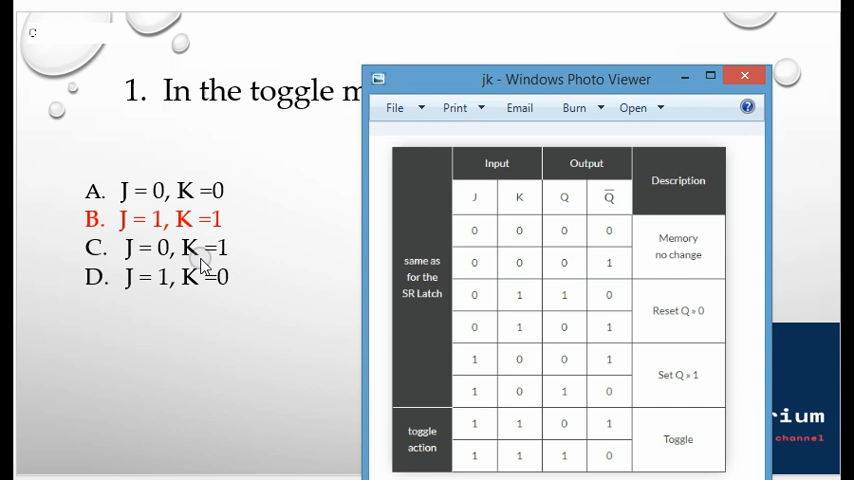 C
1. In the toggle m
A. J = 0, K =0
B. J = 1, K =1
C. J = 0, K =1
D. J = 1, K =0
jk - Windows Photo Viewer
File Print Email Burn Open
Input Output Description
J K Q Q̅
same as for the SR Latch
0 0 0 0 Memory no change
0 0 0 1
0 1 1 0 Reset Q » 0
0 1 0 1
1 0 0 1 Set Q » 1
1 0 1 0
toggle action
1 1 0 1 Toggle
1 1 1 0
rium
channel